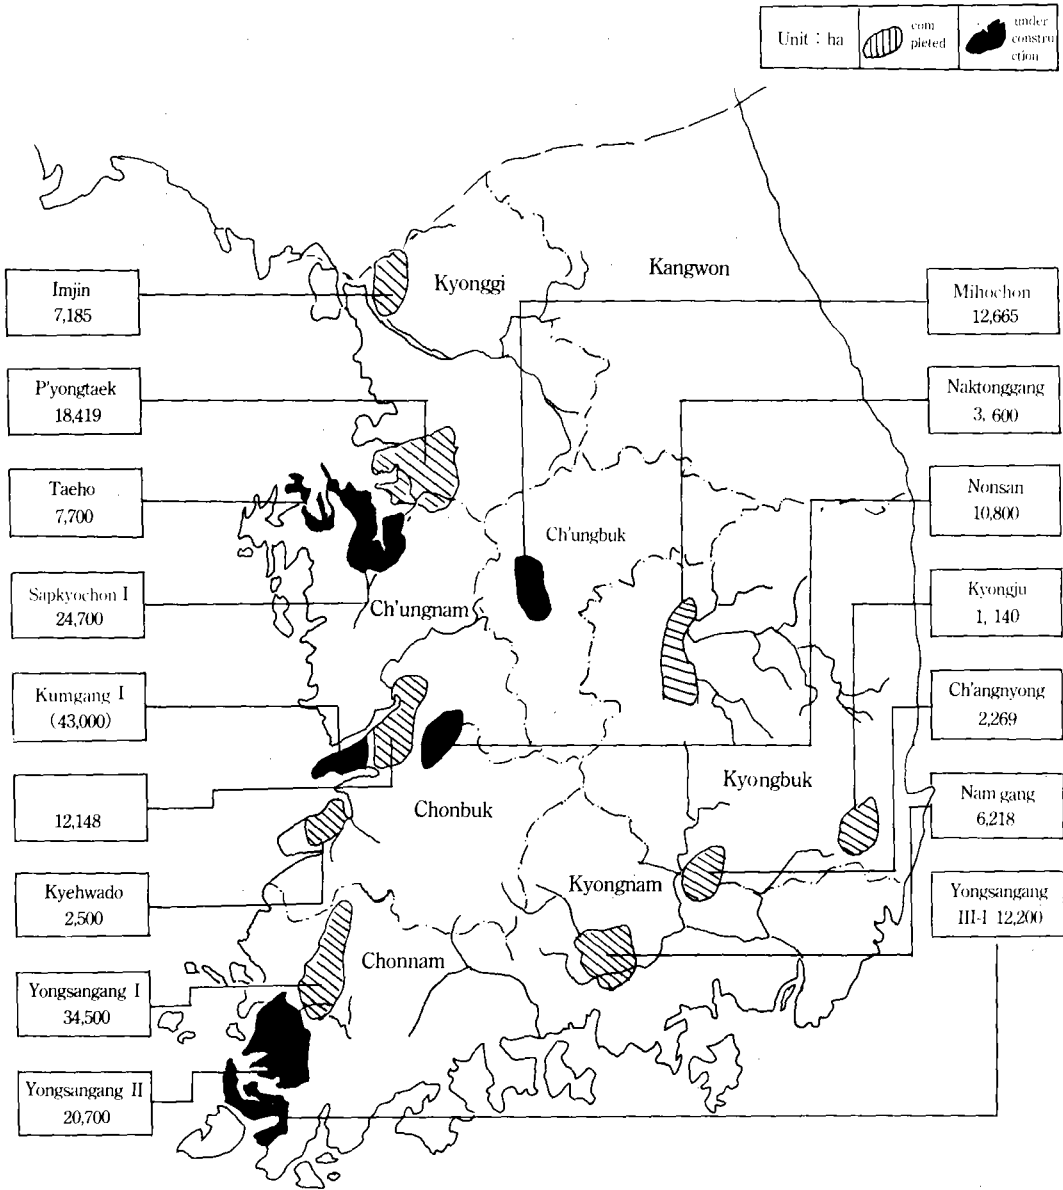 Unit : ha
com
pleted
under
constru
ction
Kyonggi
Kangwon
Imjin
7,185
Mihochon
12,665
P'yongtaek
18,419
Naktonggang
3, 600
Taeho
7,700
Nonsan
10,800
Ch'ungbuk
Sapkyochon I
24,700
Ch'ungnam
Kyongju
1, 140
Kumgang I
(43,000)
Ch'angnyong
2,269
12,148
Chonbuk
Kyongbuk
Nam gang
6,218
Kyehwado
2,500
Kyongnam
Yongsangang
III-I 12,200
Chonnam
Yongsangang I
34,500
Yongsangang II
20,700